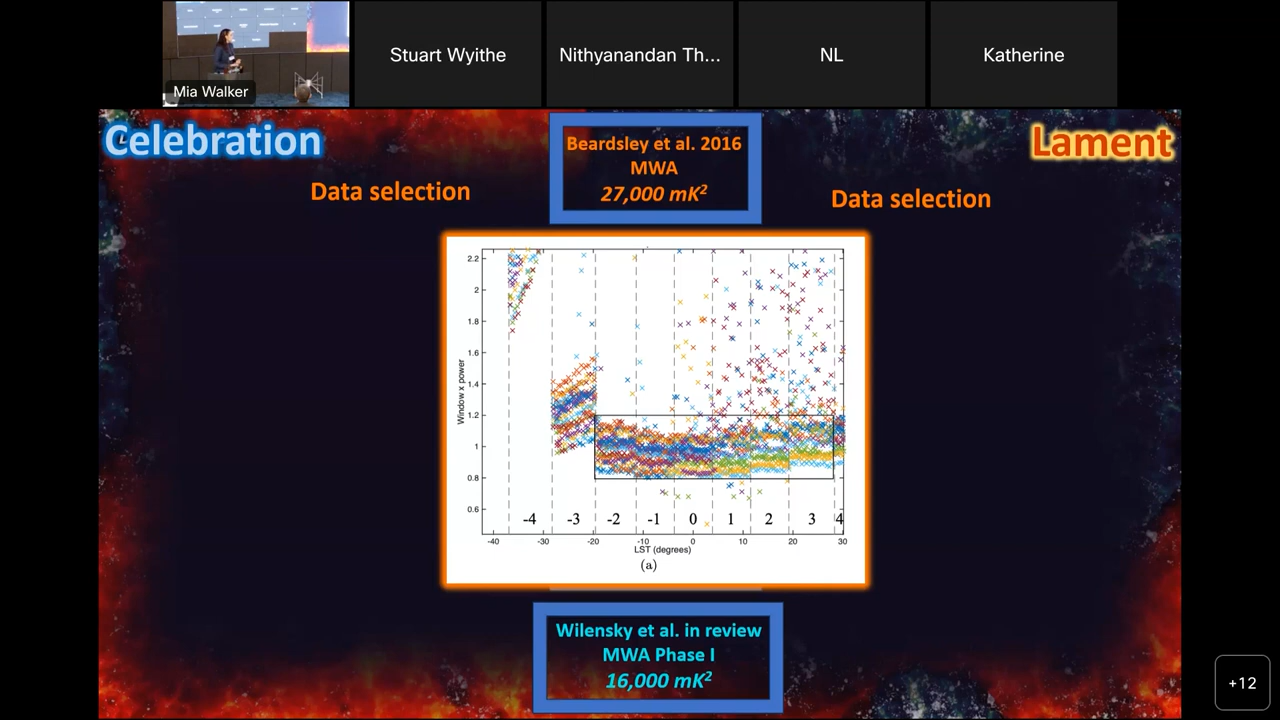 Mia Walker
Stuart Wyithe
Nithyanandan Th...
NL
Katherine
Celebration
Lament
Beardsley et al. 2016
MWA
27,000 mK²
Data selection
Data selection
2.2
2
1.8
1.6
1.4
1.2
1
0.8
0.6
Window x power
-4 -3 -2 -1 0 1 2 3 4
-40 -30 -20 -10 0 10 20 30
LST (degrees)
(a)
Wilensky et al. in review
MWA Phase I
16,000 mK²
+12